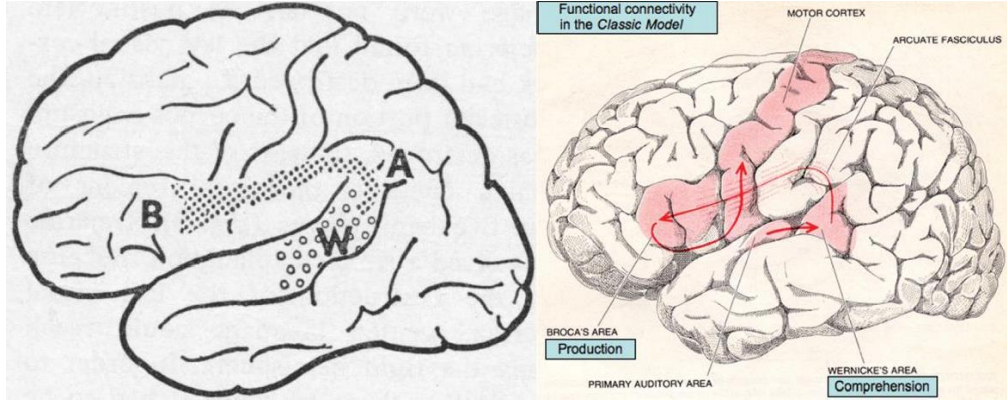 B
A
W
Functional connectivity
in the Classic Model
MOTOR CORTEX
ARCUATE FASCICULUS
BROCA'S AREA
Production
PRIMARY AUDITORY AREA
WERNICKE'S AREA
Comprehension